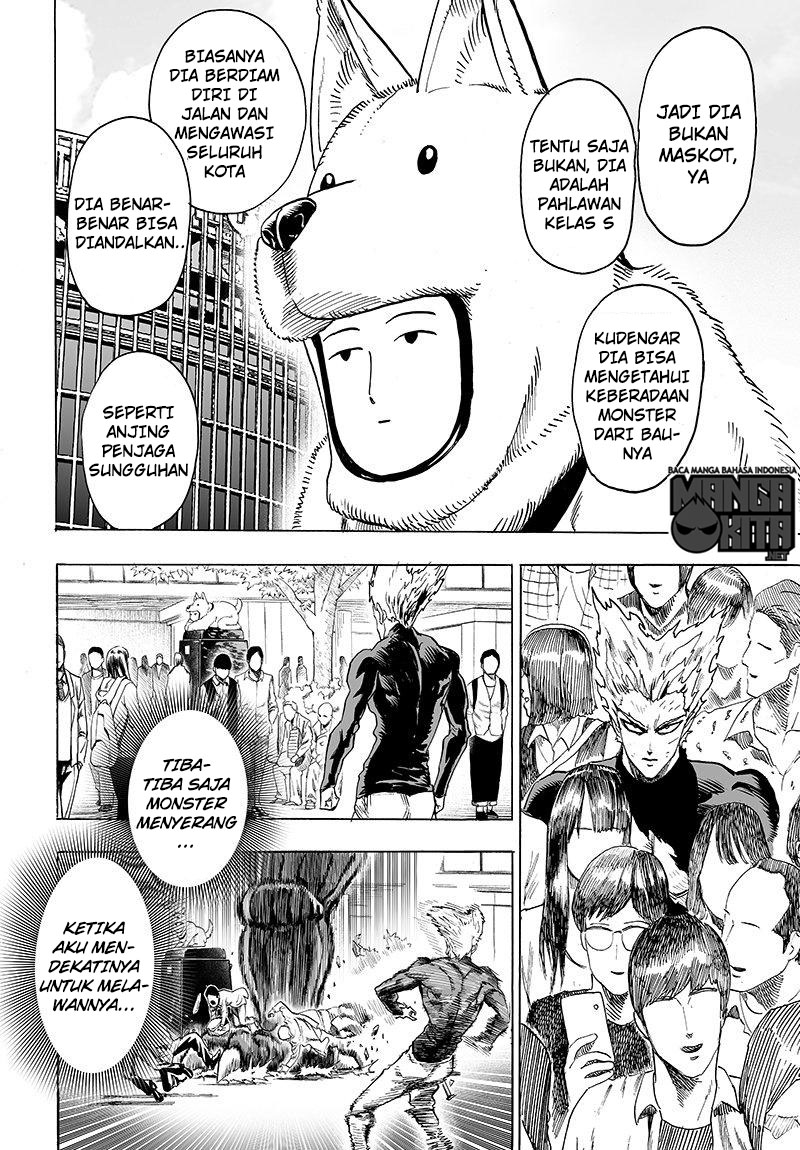 JADI DIA
BUKAN
MASKOT,
YA
TENTU SAJA
BUKAN, DIA
ADALAH
PAHLAWAN
KELAS S
BIASANYA
DIA BERDIAM
DIRI DI
JALAN DAN
MENGAWASI
SELURUH
KOTA
DIA BENAR-
BENAR BISA
DIANDALKAN..
KUDENGAR
DIA BISA
MENGETAHUI
KEBERADAAN
MONSTER
DARI BAU-
NYA
SEPERTI
ANJING
PENJAGA
SUNGGUHAN
BACA MANGA BAHASA INDONESIA
MANGA
KITA
.NET
TIBA-
TIBA SAJA
MONSTER
MENYERANG
...
KETIKA
AKU MEN-
DEKATINYA
UNTUK MELA-
WANNYA...